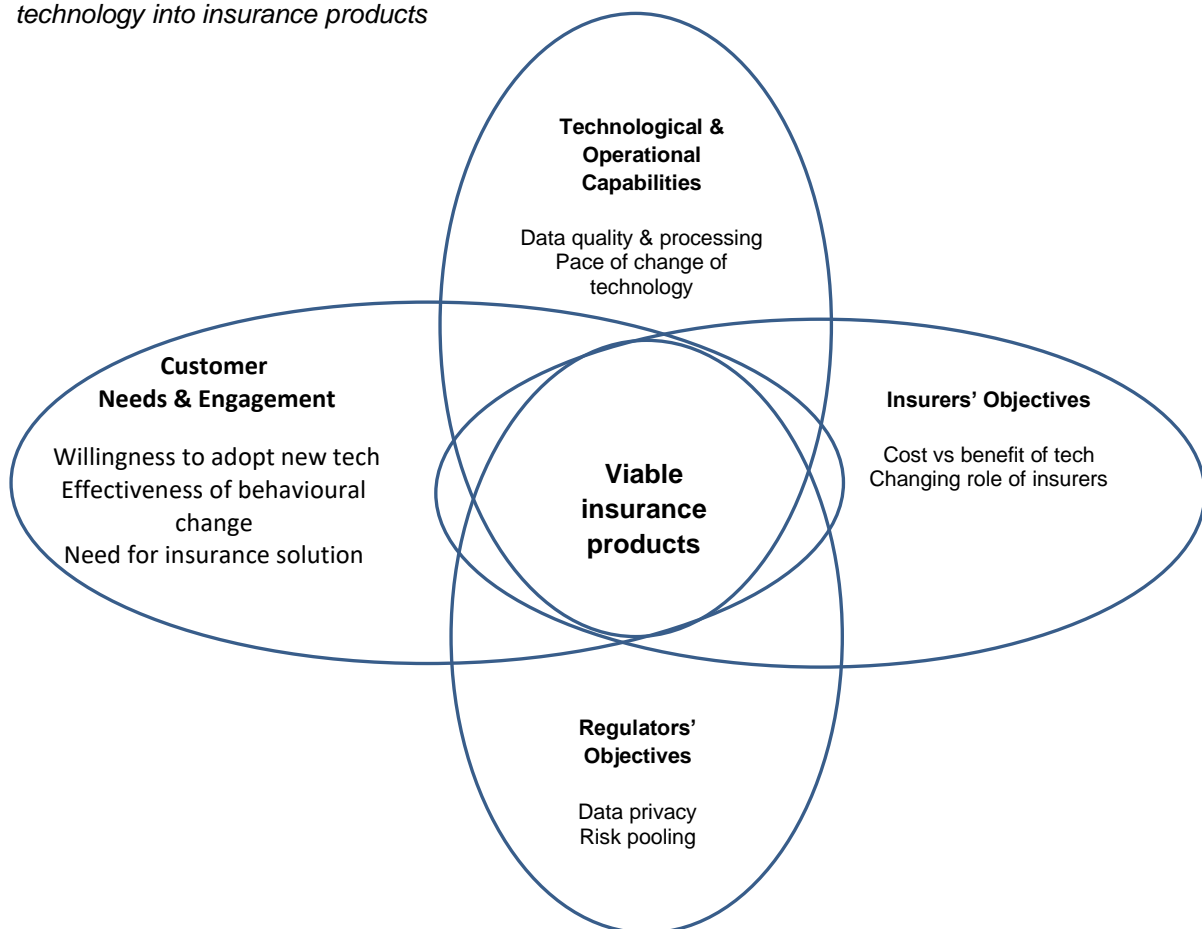 technology into insurance products
Technological &
Operational
Capabilities
Data quality & processing
Pace of change of
technology
Customer
Needs & Engagement
Willingness to adopt new tech
Effectiveness of behavioural
change
Need for insurance solution
Viable
insurance
products
Insurers’ Objectives
Cost vs benefit of tech
Changing role of insurers
Regulators’
Objectives
Data privacy
Risk pooling